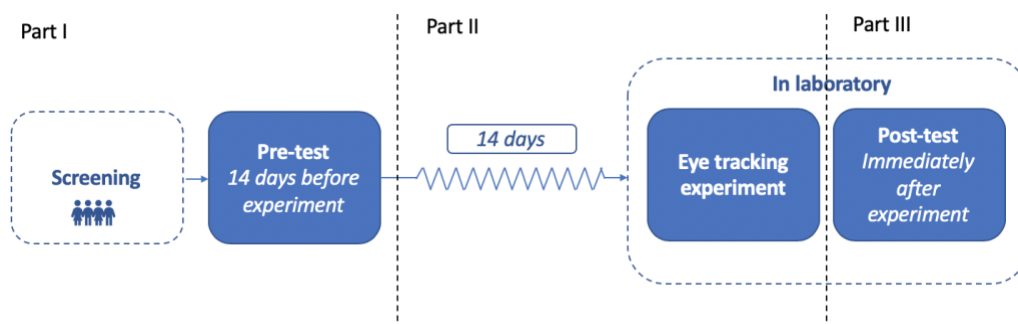 Part I
Part II
Part III
In laboratory
Screening
Pre-test
14 days before
experiment
14 days
Eye tracking
experiment
Post-test
Immediately
after
experiment